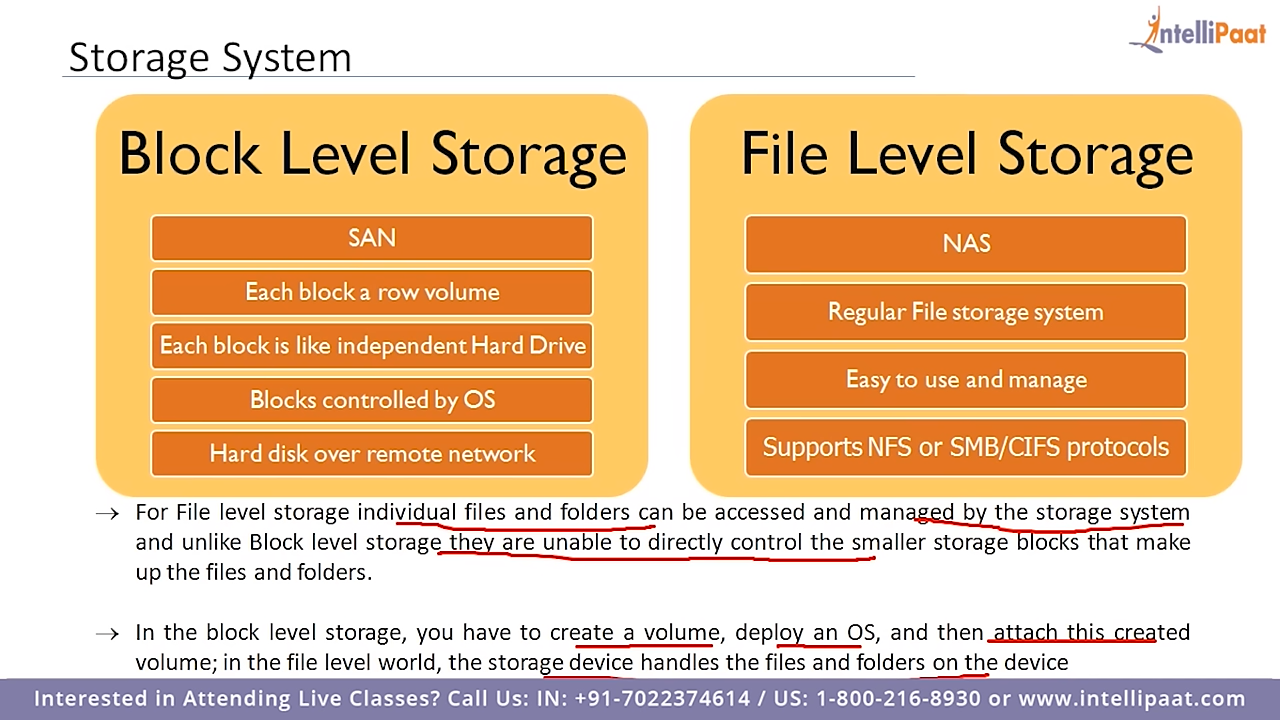 IntelliPaat
Storage System
Block Level Storage
SAN
Each block a row volume
Each block is like independent Hard Drive
Blocks controlled by OS
Hard disk over remote network
File Level Storage
NAS
Regular File storage system
Easy to use and manage
Supports NFS or SMB/CIFS protocols
→ For File level storage individual files and folders can be accessed and managed by the storage system
and unlike Block level storage they are unable to directly control the smaller storage blocks that make
up the files and folders.
→ In the block level storage, you have to create a volume, deploy an OS, and then attach this created
volume; in the file level world, the storage device handles the files and folders on the device
Interested in Attending Live Classes? Call Us: IN: +91-7022374614 / US: 1-800-216-8930 or www.intellipaat.com